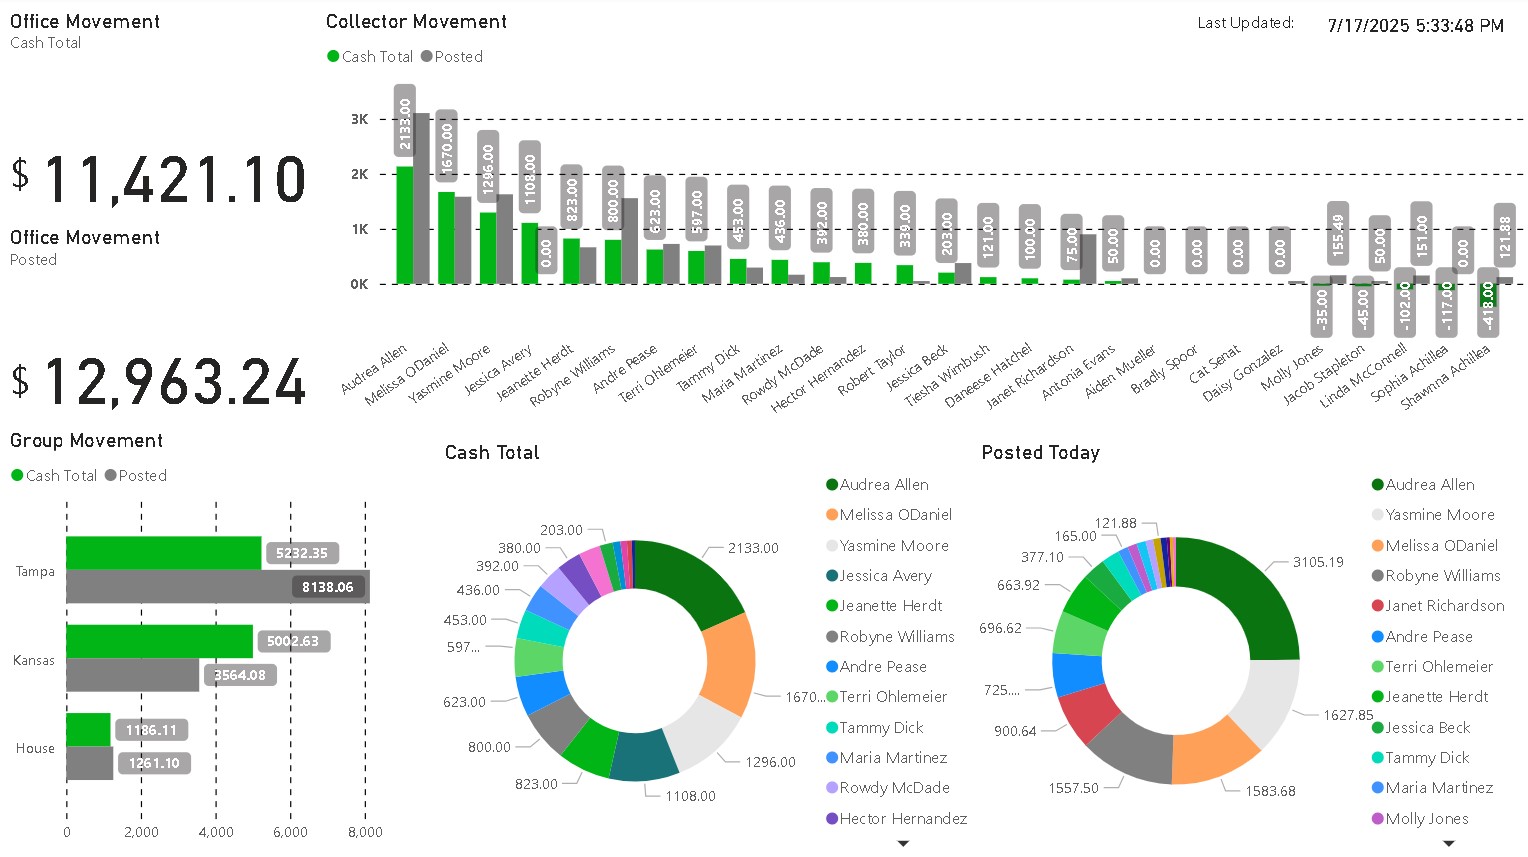 Office Movement
Cash Total
$ 11,421.10
Office Movement
Posted
$ 12,963.24
Collector Movement
Cash Total Posted
Last Updated: 7/17/2025 5:33:48 PM
3K
2K
1K
0K
2133.00
1670.00
1296.00
1108.00
0.00
823.00
800.00
623.00
597.00
453.00
436.00
392.00
380.00
339.00
203.00
121.00
100.00
75.00
50.00
0.00
0.00
0.00
0.00
-35.00
155.49
-45.00
50.00
-102.00
151.00
-117.00
0.00
-418.00
121.88
Audrea Allen
Melissa ODaniel
Yasmine Moore
Jessica Avery
Jeanette Herdt
Robyne Williams
Andre Pease
Terri Ohlemeier
Tammy Dick
Maria Martinez
Rowdy McDade
Hector Hernandez
Robert Taylor
Jessica Beck
Tiesha Wimbush
Daneese Hatchel
Janet Richardson
Antonia Evans
Aiden Mueller
Bradly Spoor
Cat Senat
Daisy Gonzalez
Molly Jones
Jacob Stapleton
Linda McConnell
Sophia Achillea
Shawnna Achillea
Group Movement
Cash Total Posted
Tampa
5232.35
8138.06
Kansas
5002.63
3564.08
House
1186.11
1261.10
0 2,000 4,000 6,000 8,000
Cash Total
2133.00
1670...
1296.00
1108.00
823.00
800.00
623.00
597...
453.00
436.00
392.00
380.00
203.00
Audrea Allen
Melissa ODaniel
Yasmine Moore
Jessica Avery
Jeanette Herdt
Robyne Williams
Andre Pease
Terri Ohlemeier
Tammy Dick
Maria Martinez
Rowdy McDade
Hector Hernandez
Posted Today
3105.19
1627.85
1583.68
1557.50
900.64
725....
696.62
663.92
377.10
165.00
121.88
Audrea Allen
Yasmine Moore
Melissa ODaniel
Robyne Williams
Janet Richardson
Andre Pease
Terri Ohlemeier
Jeanette Herdt
Jessica Beck
Tammy Dick
Maria Martinez
Molly Jones